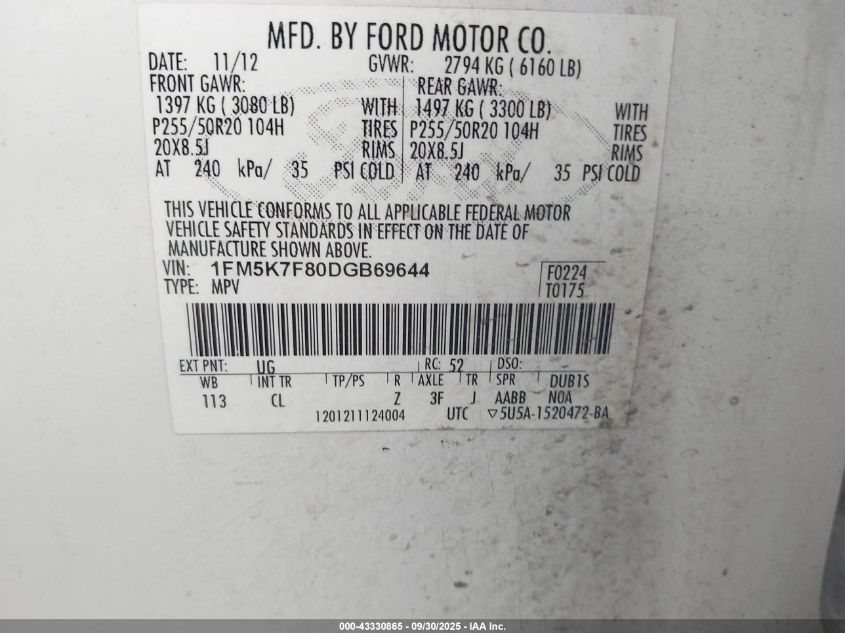 MFD. BY FORD MOTOR CO.
DATE: 11/12 GVWR: 2794 KG ( 6160 LB)
FRONT GAWR: REAR GAWR:
1397 KG ( 3080 LB) WITH 1497 KG ( 3300 LB) WITH
P255/50R20 104H TIRES P255/50R20 104H TIRES
20X8.5J RIMS 20X8.5J RIMS
AT 240 kPa/ 35 PSI COLD AT 240 kPa/ 35 PSI COLD
THIS VEHICLE CONFORMS TO ALL APPLICABLE FEDERAL MOTOR
VEHICLE SAFETY STANDARDS IN EFFECT ON THE DATE OF
MANUFACTURE SHOWN ABOVE.
VIN: 1FM5K7F80DGB69644 F0224
TYPE: MPV T0175
EXT PNT: UG RC: 52 DSO:
WB INT TR TP/PS R AXLE TR SPR DUB1S
113 CL Z 3F J AABB NOA
1201211124004 UTC ▽5U5A-1520472-BA
000-43330865 - 09/30/2025 - IAA Inc.